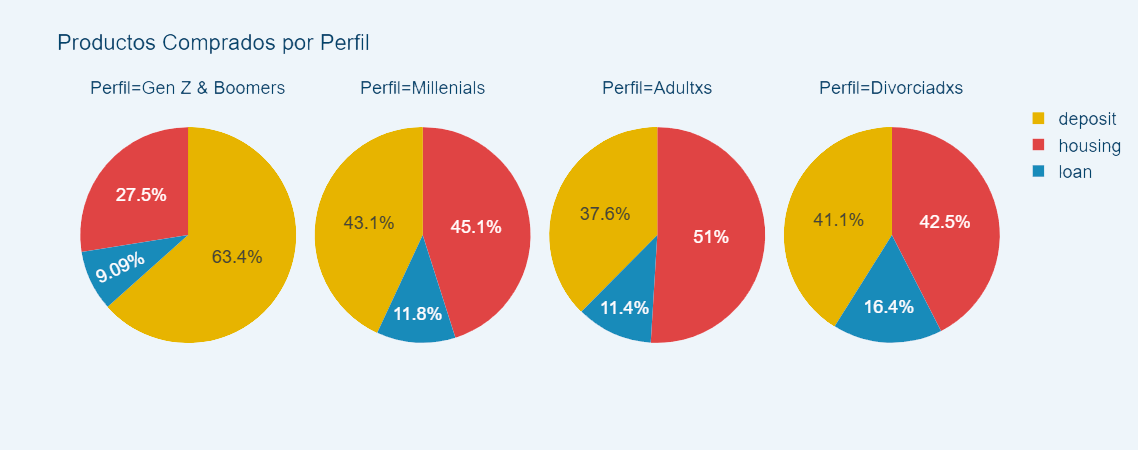 Productos Comprados por Perfil
Perfil=Gen Z & Boomers
Perfil=Millenials
Perfil=Adultxs
Perfil=Divorciadxs
deposit
housing
loan
27.5%
9.09%
63.4%
43.1%
45.1%
11.8%
37.6%
51%
11.4%
41.1%
42.5%
16.4%